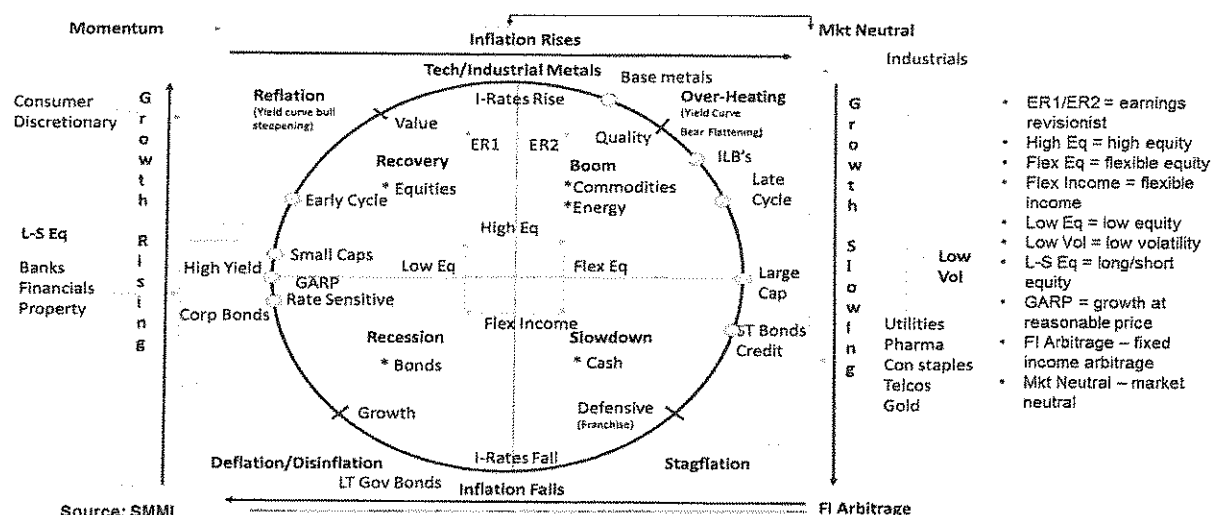 Momentum
Inflation Rises
Mkt Neutral
Industrials
Tech/Industrial Metals
Base metals
Consumer
Discretionary
Growth Rising
Reflation
(Yield curve bull
steepening)
I-Rates Rise
Over-Heating
(Yield Curve
Bear Flattening)
Value
* ER1
ER2
Quality
ILB's
Recovery
* Equities
Boom
* Commodities
* Energy
Early Cycle
Late
Cycle
High Eq
L-S Eq
Banks
Financials
Property
Small Caps
High Yield
Low Eq
Flex Eq
Large
Cap
GARP
Rate Sensitive
Corp Bonds
Flex Income
Recession
* Bonds
Slowdown
* Cash
ST Bonds
Credit
Growth
Defensive
(Franchise)
I-Rates Fall
Deflation/Disinflation
Stagflation
LT Gov Bonds
Inflation Falls
FI Arbitrage
Source: SMMI
Growth Slowing
Low
Vol
Utilities
Pharma
Con staples
Telcos
Gold
* ER1/ER2 = earnings
revisionist
* High Eq = high equity
* Flex Eq = flexible equity
* Flex Income = flexible
income
* Low Eq = low equity
* Low Vol = low volatility
* L-S Eq = long/short
equity
* GARP = growth at
reasonable price
* FI Arbitrage – fixed
income arbitrage
* Mkt Neutral – market
neutral